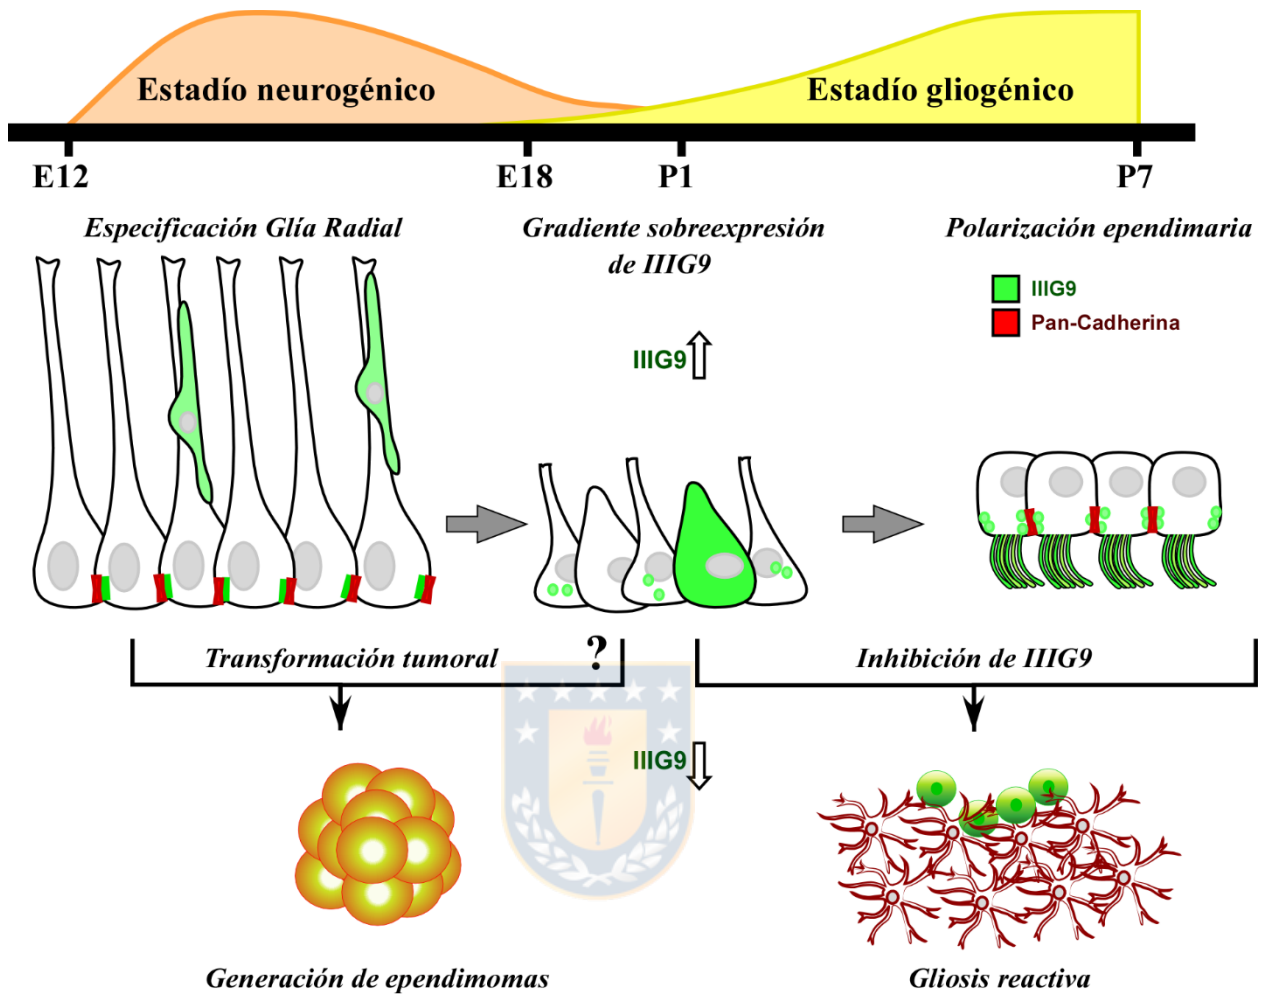 Estadío neurogénico
Estadío gliogénico
E12
E18
P1
P7
Especificación Glía Radial
Gradiente sobreexpresión
de IIIG9
Polarización ependimaria
IIIG9
Pan-Cadherina
IIIG9
Transformación tumoral
?
Inhibición de IIIG9
IIIG9
Generación de ependimomas
Gliosis reactiva